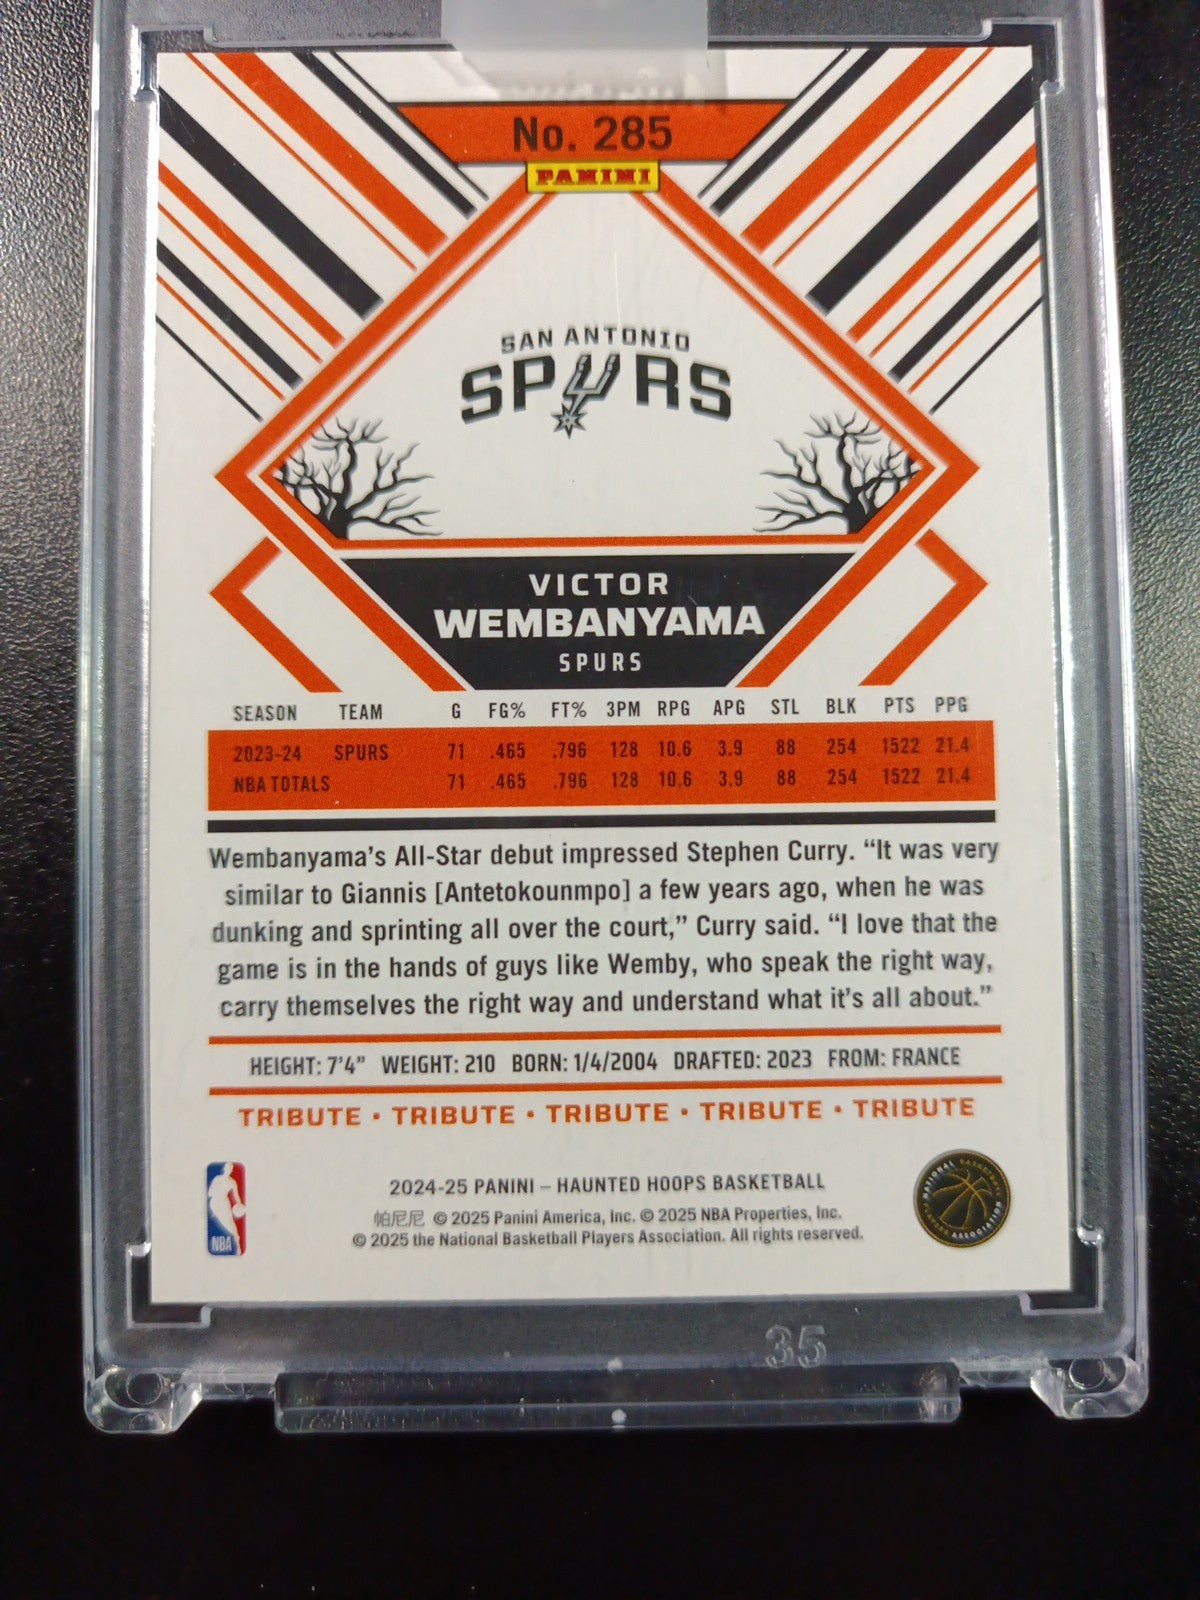 No. 285
PANINI
SAN ANTONIO
SPURS
VICTOR
WEMBANYAMA
SPURS
SEASON TEAM G FG% FT% 3PM RPG APG STL BLK PTS PPG
2023-24 SPURS 71 .465 .796 128 10.6 3.9 88 254 1522 21.4
NBA TOTALS 71 .465 .796 128 10.6 3.9 88 254 1522 21.4
Wembanyama's All-Star debut impressed Stephen Curry. “It was very
similar to Giannis [Antetokounmpo] a few years ago, when he was
dunking and sprinting all over the court,” Curry said. “I love that the
game is in the hands of guys like Wemby, who speak the right way,
carry themselves the right way and understand what it's all about.”
HEIGHT: 7'4” WEIGHT: 210 BORN: 1/4/2004 DRAFTED: 2023 FROM: FRANCE
TRIBUTE • TRIBUTE • TRIBUTE • TRIBUTE • TRIBUTE
2024-25 PANINI – HAUNTED HOOPS BASKETBALL
帕尼尼 © 2025 Panini America, Inc. © 2025 NBA Properties, Inc.
© 2025 the National Basketball Players Association. All rights reserved.
NBA
NATIONAL BASKETBALL PLAYERS ASSOCIATION
35